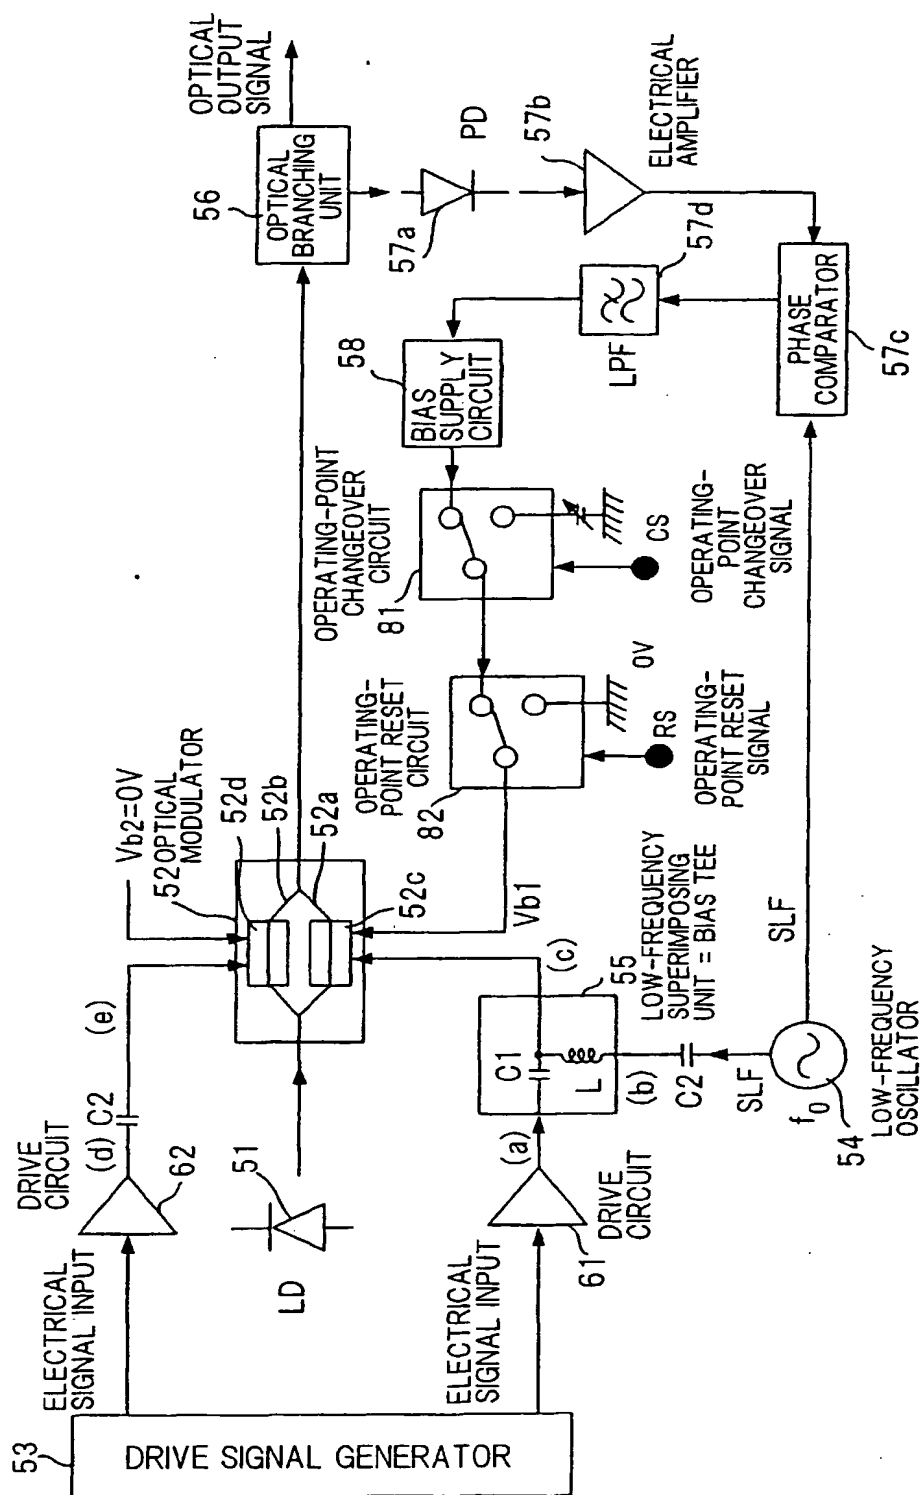 53
DRIVE SIGNAL GENERATOR
ELECTRICAL
SIGNAL INPUT
DRIVE
CIRCUIT
62
(d)
C2
(e)
Vb2=0V
52 OPTICAL
MODULATOR
52d
52b
52a
52c
LD
51
ELECTRICAL
SIGNAL INPUT
61
DRIVE
CIRCUIT
(a)
C1
L
55
(c)
(b)
LOW-FREQUENCY
SUPERIMPOSING
UNIT = BIAS TEE
C2
SLF
f0
54
LOW-FREQUENCY
OSCILLATOR
SLF
Vb1
OPERATING-
POINT RESET
CIRCUIT
82
0V
RS
OPERATING-
POINT RESET
SIGNAL
OPERATING-POINT
CHANGEOVER
CIRCUIT
81
CS
OPERATING-
POINT
CHANGEOVER
SIGNAL
58
BIAS
SUPPLY
CIRCUIT
LPF
57d
56
OPTICAL
BRANCHING
UNIT
OPTICAL
OUTPUT
SIGNAL
57a
PD
57b
ELECTRICAL
AMPLIFIER
PHASE
COMPARATOR
57c